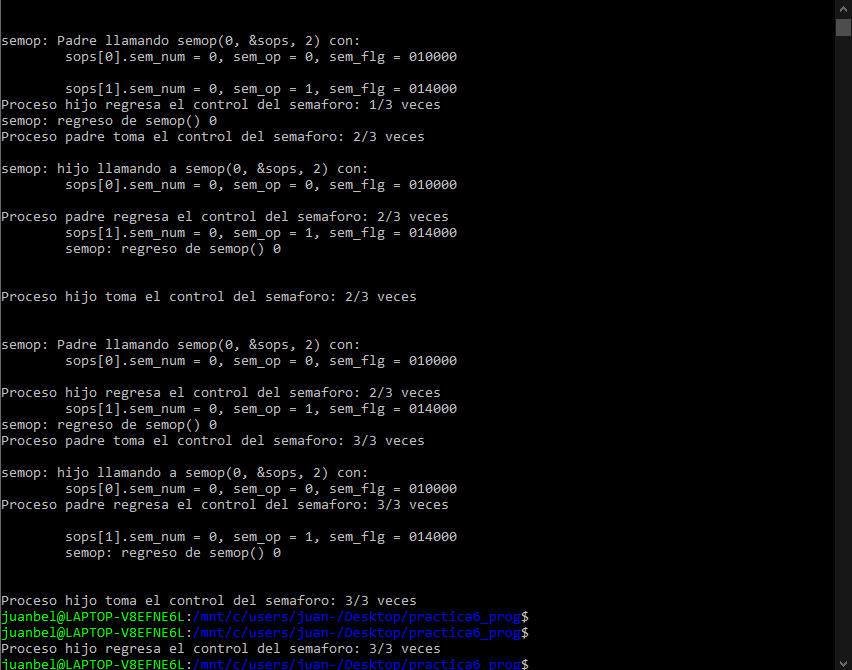 semop: Padre llamando semop(0, &sops, 2) con:
sops[0].sem_num = 0, sem_op = 0, sem_flg = 010000
sops[1].sem_num = 0, sem_op = 1, sem_flg = 014000
Proceso hijo regresa el control del semaforo: 1/3 veces
semop: regreso de semop() 0
Proceso padre toma el control del semaforo: 2/3 veces
semop: hijo llamando a semop(0, &sops, 2) con:
sops[0].sem_num = 0, sem_op = 0, sem_flg = 010000
Proceso padre regresa el control del semaforo: 2/3 veces
sops[1].sem_num = 0, sem_op = 1, sem_flg = 014000
semop: regreso de semop() 0
Proceso hijo toma el control del semaforo: 2/3 veces
semop: Padre llamando semop(0, &sops, 2) con:
sops[0].sem_num = 0, sem_op = 0, sem_flg = 010000
Proceso hijo regresa el control del semaforo: 2/3 veces
sops[1].sem_num = 0, sem_op = 1, sem_flg = 014000
semop: regreso de semop() 0
Proceso padre toma el control del semaforo: 3/3 veces
semop: hijo llamando a semop(0, &sops, 2) con:
sops[0].sem_num = 0, sem_op = 0, sem_flg = 010000
Proceso padre regresa el control del semaforo: 3/3 veces
sops[1].sem_num = 0, sem_op = 1, sem_flg = 014000
semop: regreso de semop() 0
Proceso hijo toma el control del semaforo: 3/3 veces
juanbel@LAPTOP-V8EFNE6L:/mnt/c/users/juan-/Desktop/practica6_prog$
juanbel@LAPTOP-V8EFNE6L:/mnt/c/users/juan-/Desktop/practica6_prog$
Proceso hijo regresa el control del semaforo: 3/3 veces
juanbel@LAPTOP-V8EFNE6L:/mnt/c/users/juan-/Desktop/practica6_prog$